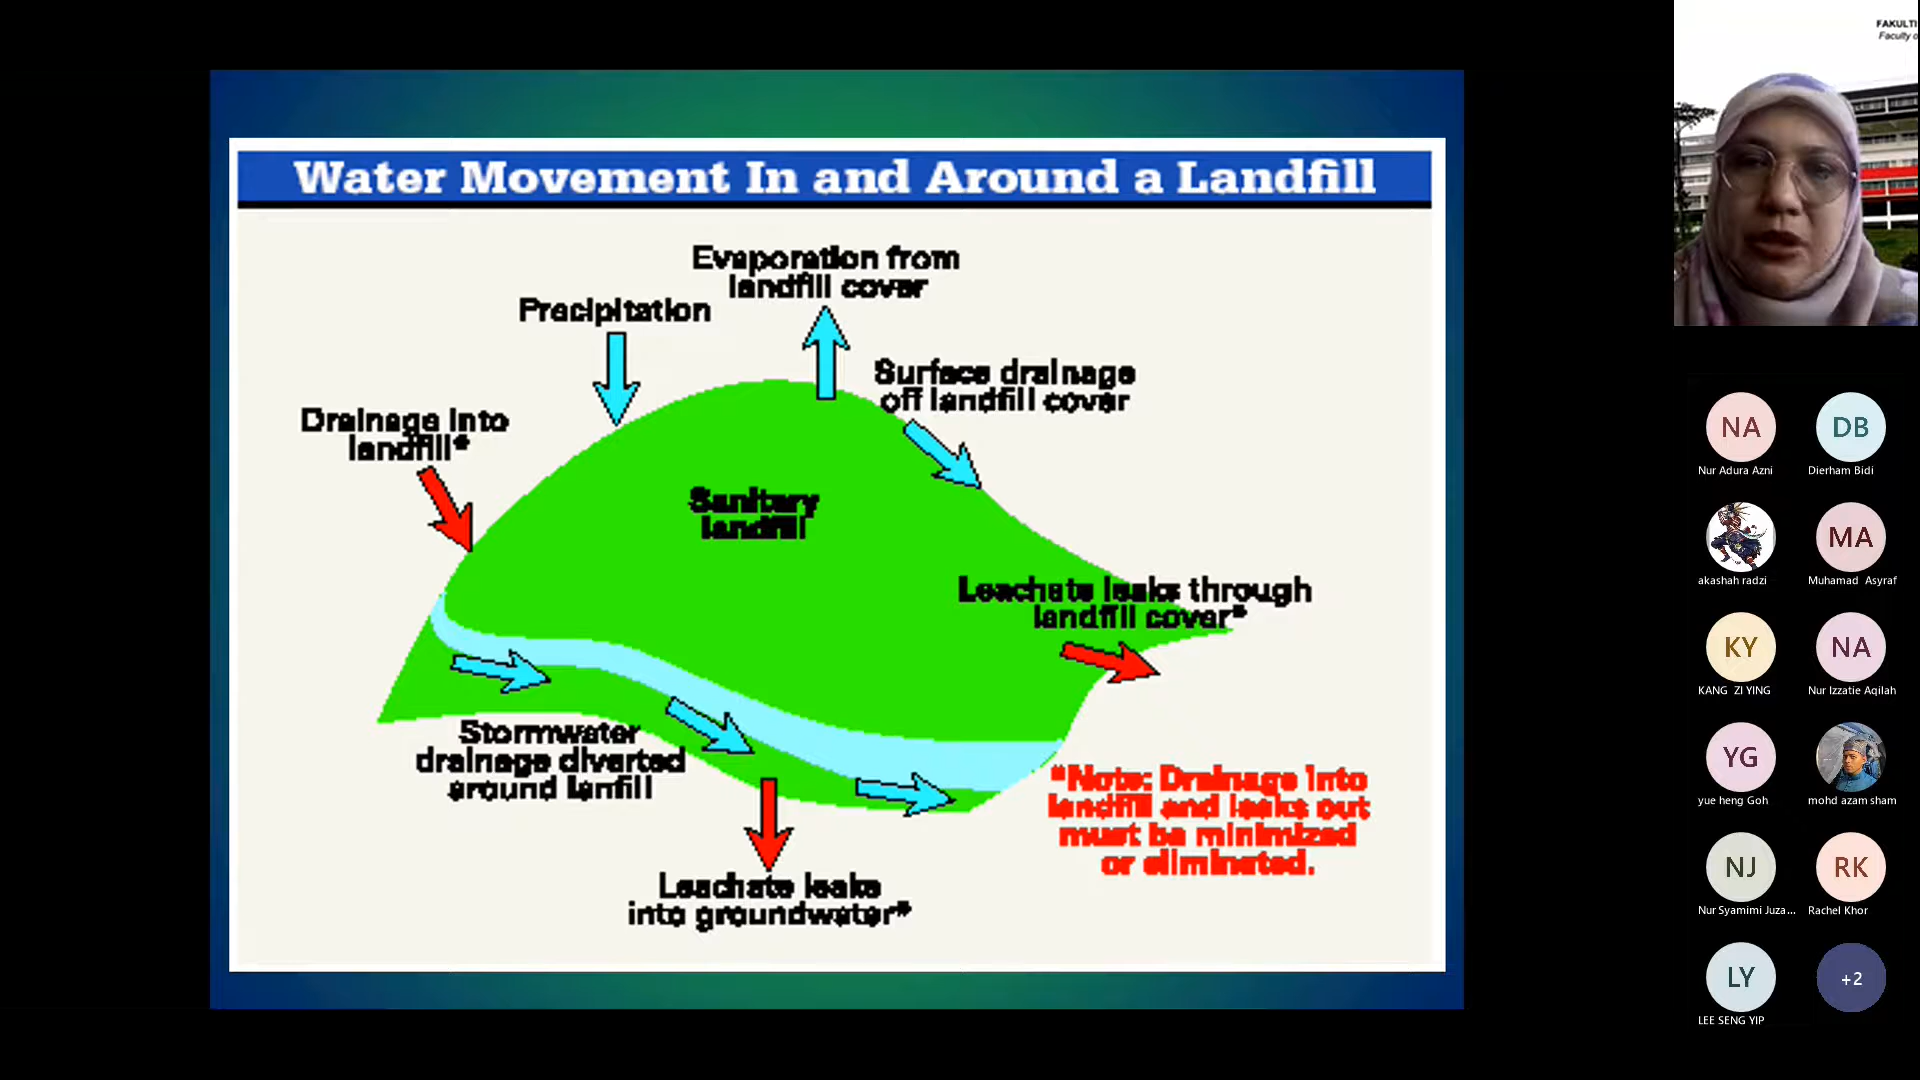 Water Movement In and Around a Landfill
Evaporation from
landfill cover
Precipitation
Surface drainage
off landfill cover
Drainage into
landfill*
Sanitary
landfill
Leachate leaks through
landfill cover*
Stormwater
drainage diverted
around lanfill
*Note: Drainage into
landfill and leaks out
must be minimized
or eliminated.
Leachate leaks
into groundwater*
FAKULTI
Faculty o
NA
Nur Adura Azni
DB
Dierham Bidi
akashah radzi
MA
Muhamad Asyraf
KY
KANG ZI YING
NA
Nur Izzatie Aqilah
YG
yue heng Goh
mohd azam sham
NJ
Nur Syamimi Juza...
RK
Rachel Khor
LY
LEE SENG YIP
+2